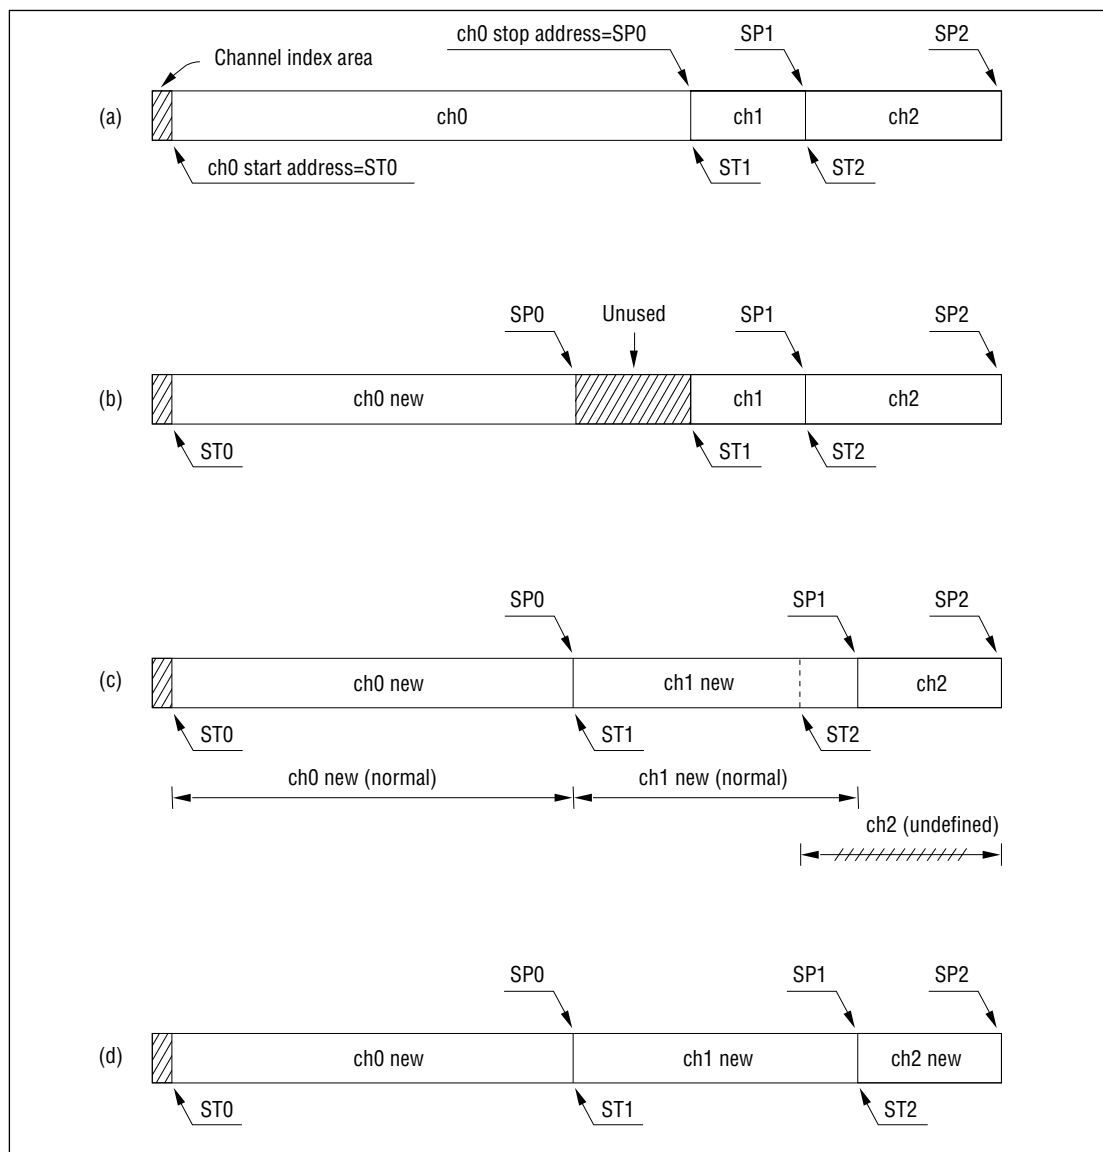 ch0 stop address=SP0 SP1 SP2
Channel index area
(a) ch0 ch1 ch2
ch0 start address=ST0 ST1 ST2
SP0 Unused SP1 SP2
(b) ch0 new ch1 ch2
ST0 ST1 ST2
SP0 SP1 SP2
(c) ch0 new ch1 new ch2
ST0 ST1 ST2
ch0 new (normal) ch1 new (normal)
ch2 (undefined)
SP0 SP1 SP2
(d) ch0 new ch1 new ch2 new
ST0 ST1 ST2